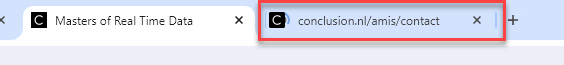 Masters of Real Time Data
conclusion.nl/amis/contact